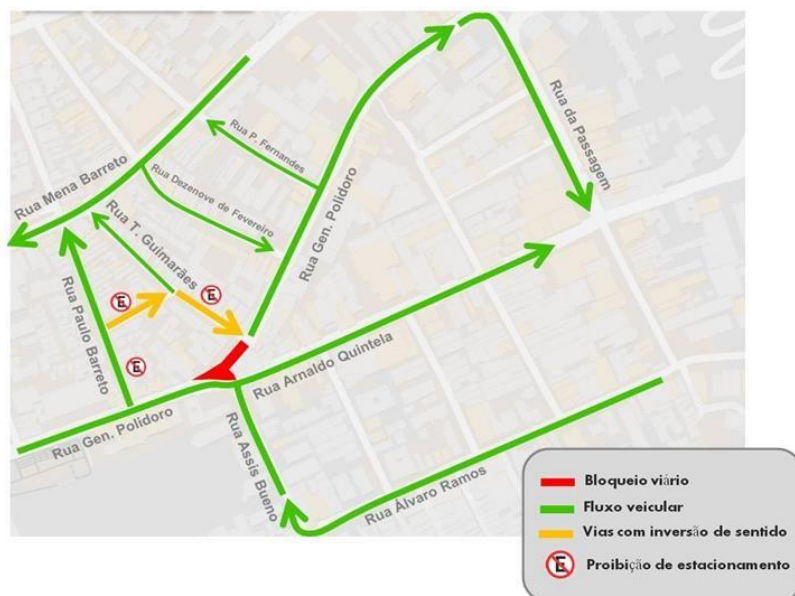 Rua Mena Barreto
Rua P. Fernandes
Rua Dezenove de Fevereiro
Rua T. Guimarães
Rua Gen. Polidoro
Rua da Passagem
Rua Paulo Barreto
E
E
E
Rua Arnaldo Quintela
Rua Gen. Polidoro
Rua Assis Bueno
Rua Álvaro Ramos
Bloqueio viário
Fluxo veicular
Vias com inversão de sentido
E Proibição de estacionamento